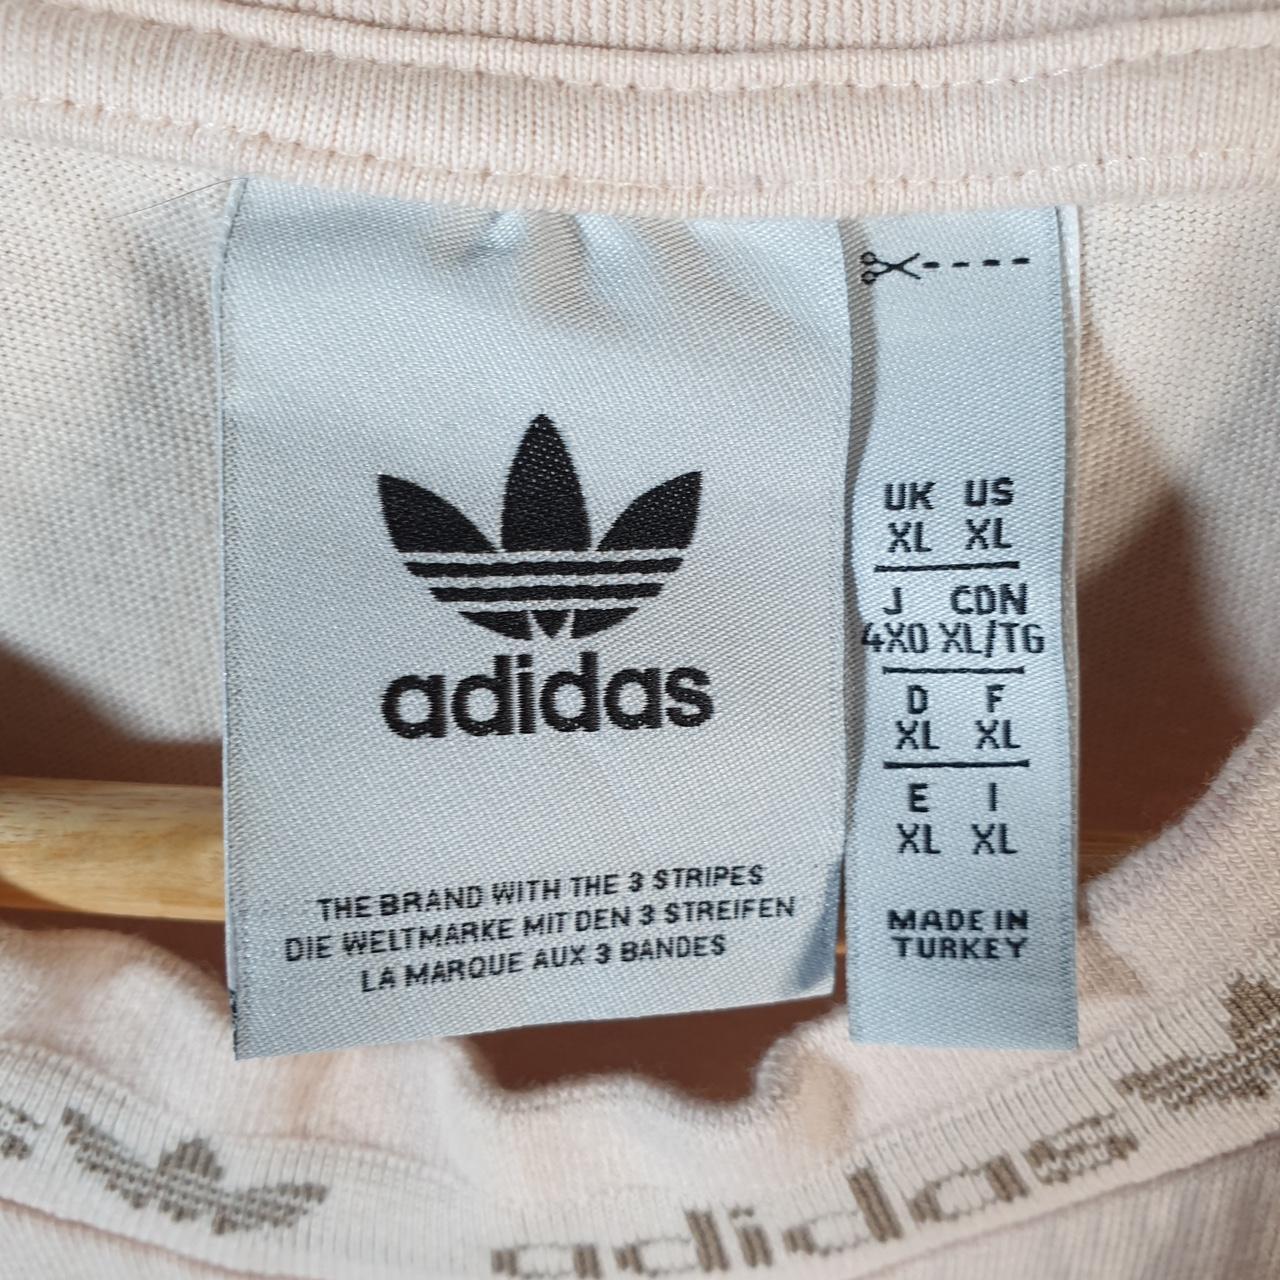 adidas
THE BRAND WITH THE 3 STRIPES
DIE WELTMARKE MIT DEN 3 STREIFEN
LA MARQUE AUX 3 BANDES
UK US
XL XL
J CDN
4XO XL/TG
D F
XL XL
E I
XL XL
MADE IN
TURKEY
adidas